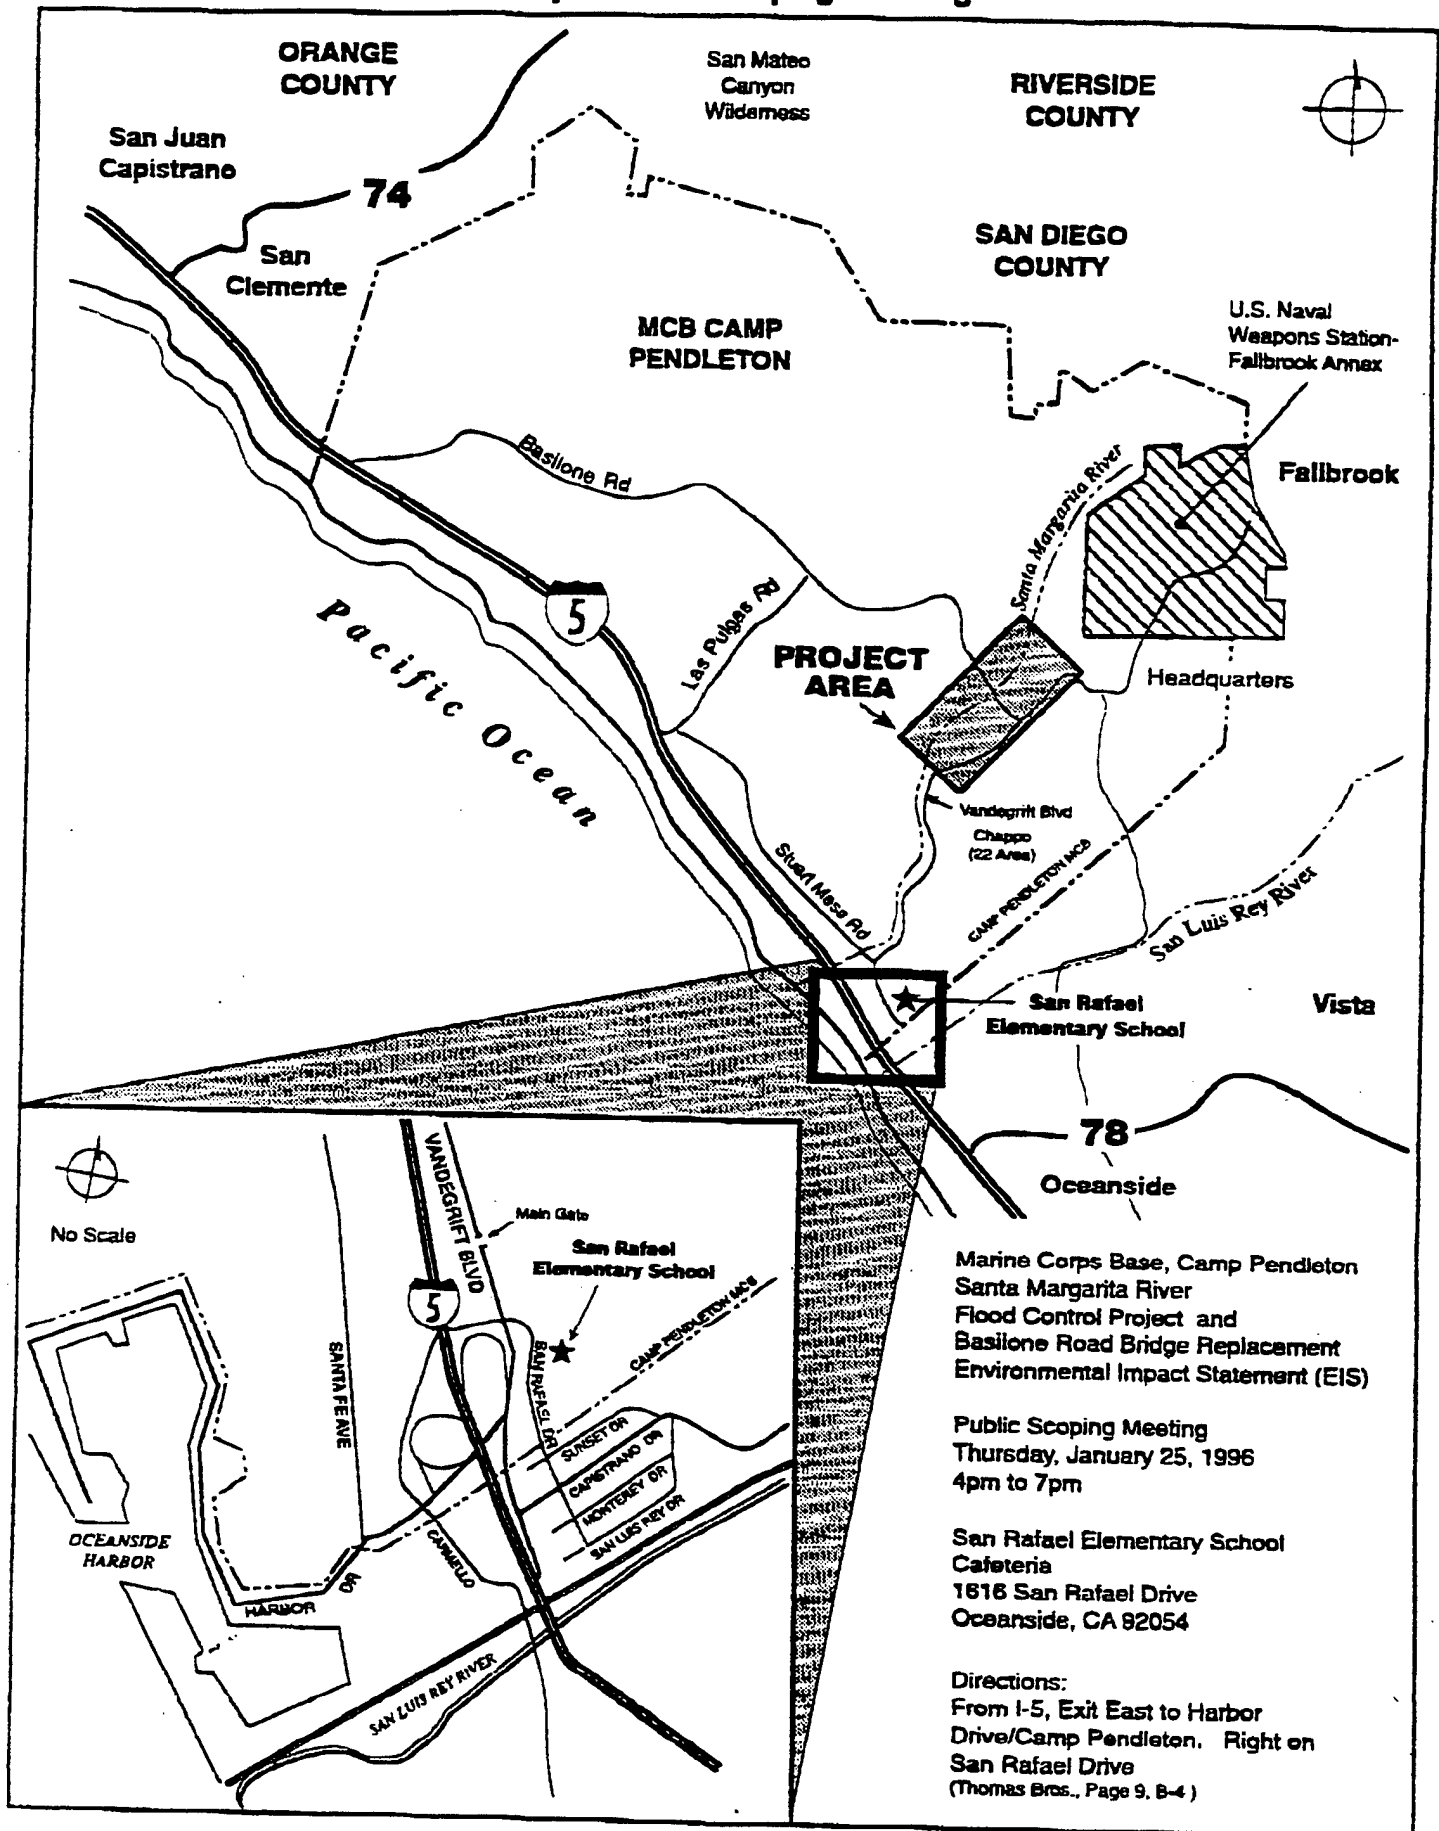 ORANGE
COUNTY
San Mateo
Canyon
Wilderness
RIVERSIDE
COUNTY
San Juan
Capistrano
74
San
Clemente
SAN DIEGO
COUNTY
MCB CAMP
PENDLETON
U.S. Naval
Weapons Station-
Fallbrook Annex
Basilone Rd
Santa Margarita River
Fallbrook
5
Las Pulgas Rd
Pacific Ocean
PROJECT
AREA
Headquarters
Vandegrift Blvd
Chappo
(22 Area)
Stuart Mesa Rd
CAMP PENDLETON MCB
San Luis Rey River
San Rafael
Elementary School
Vista
78
Oceanside
No Scale
VANDEGRIFT BLVD
Main Gate
San Rafael
Elementary School
5
SANTA FE AVE
SAN RAFAEL DR
CAMP PENDLETON MCB
SUNSET DR
CAPISTRANO DR
MONTEREY DR
SAN LUIS REY DR
OCEANSIDE
HARBOR
HARBOR DR
SAN LUIS REY RIVER
Marine Corps Base, Camp Pendleton
Santa Margarita River
Flood Control Project and
Basilone Road Bridge Replacement
Environmental Impact Statement (EIS)
Public Scoping Meeting
Thursday, January 25, 1996
4pm to 7pm
San Rafael Elementary School
Cafeteria
1616 San Rafael Drive
Oceanside, CA 92054
Directions:
From I-5, Exit East to Harbor
Drive/Camp Pendleton. Right on
San Rafael Drive
(Thomas Bros., Page 9, B-4 )